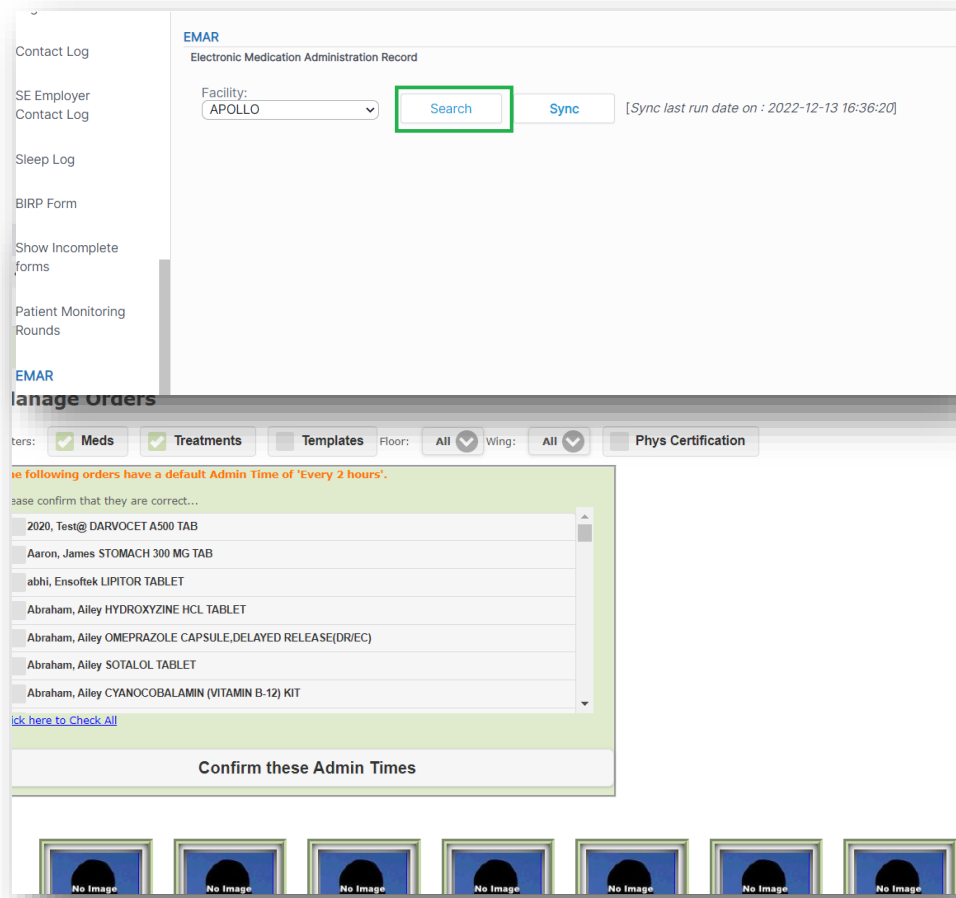 Contact Log
SE Employer
Contact Log
Sleep Log
BIRP Form
Show Incomplete
forms
Patient Monitoring
Rounds
EMAR
EMAR
Electronic Medication Administration Record
Facility:
APOLLO
Search
Sync
[Sync last run date on : 2022-12-13 16:36:20]
lanage Orders
ters:
Meds
Treatments
Templates
Floor:
All
Wing:
All
Phys Certification
he following orders have a default Admin Time of 'Every 2 hours'.
ease confirm that they are correct...
2020, Test@ DARVOCET A500 TAB
Aaron, James STOMACH 300 MG TAB
abhi, Ensoftek LIPITOR TABLET
Abraham, Ailey HYDROXYZINE HCL TABLET
Abraham, Ailey OMEPRAZOLE CAPSULE,DELAYED RELEASE(DR/EC)
Abraham, Ailey SOTALOL TABLET
Abraham, Ailey CYANOCOBALAMIN (VITAMIN B-12) KIT
ick here to Check All
Confirm these Admin Times
No Image
No Image
No Image
No Image
No Image
No Image
No Image